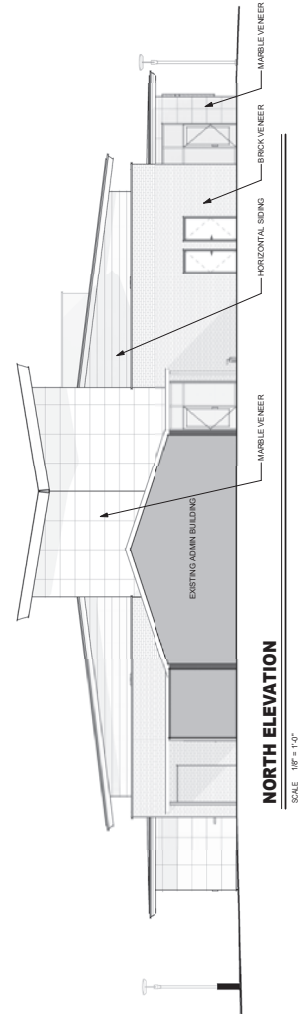 MARBLE VENEER
BRICK VENEER
HORIZONTAL SIDING
MARBLE VENEER
EXISTING ADMIN BUILDING
NORTH ELEVATION
SCALE 1/8" = 1'-0"